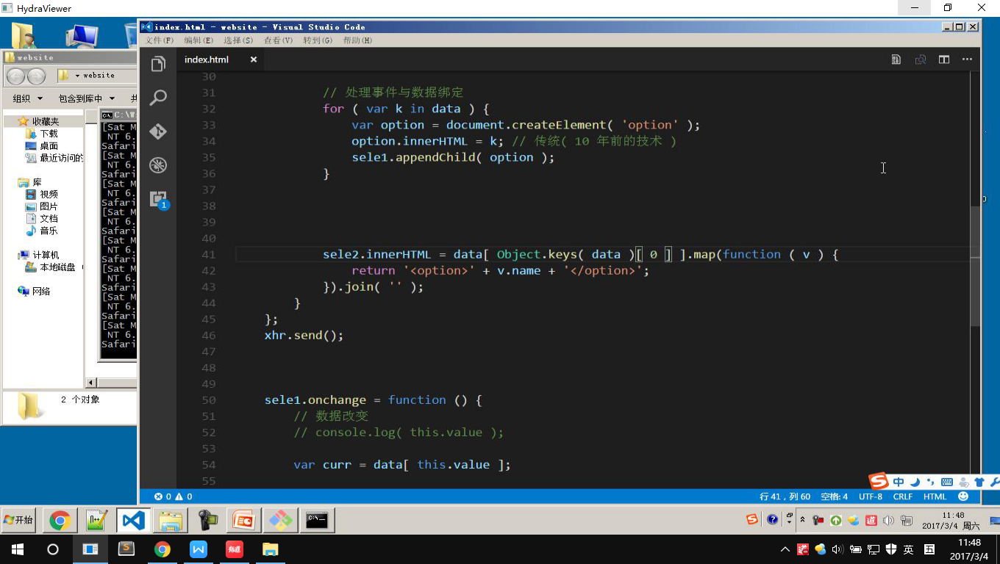 HydraViewer
index.html - website - Visual Studio Code
文件(F) 编辑(E) 选择(S) 查看(V) 转到(G) 帮助(H)
index.html
website
website
组织 包含到库中 共
收藏夹
下载
桌面
最近访问的
库
视频
图片
文档
音乐
计算机
本地磁盘
网络
2 个对象
C:\W
[Sat M
NT 6.
Safari
[Sat M
NT 6.
Safari
[Sat M
NT 6.
Safari
[Sat M
NT 6.
Safari
[Sat M
NT 6.
Safari
[Sat M
NT 6.
Safari
[Sat M
NT 6.
Safari
[Sat M
NT 6.
Safari
1
30
31 // 处理事件与数据绑定
32 for ( var k in data ) {
33 var option = document.createElement( 'option' );
34 option.innerHTML = k; // 传统( 10 年前的技术 )
35 sele1.appendChild( option );
36 }
37
38
39
40
41 sele2.innerHTML = data[ Object.keys( data )[ 0 ] ].map(function ( v ) {
42 return '<option>' + v.name + '</option>';
43 }).join( '' );
44 }
45 };
46 xhr.send();
47
48
49
50 sele1.onchange = function () {
51 // 数据改变
52 // console.log( this.value );
53
54 var curr = data[ this.value ];
55
中
0 0 行 41，列 60 空格: 4 UTF-8 CRLF HTML
开始
11:48
2017/3/4 周六
英
11:48
2017/3/4